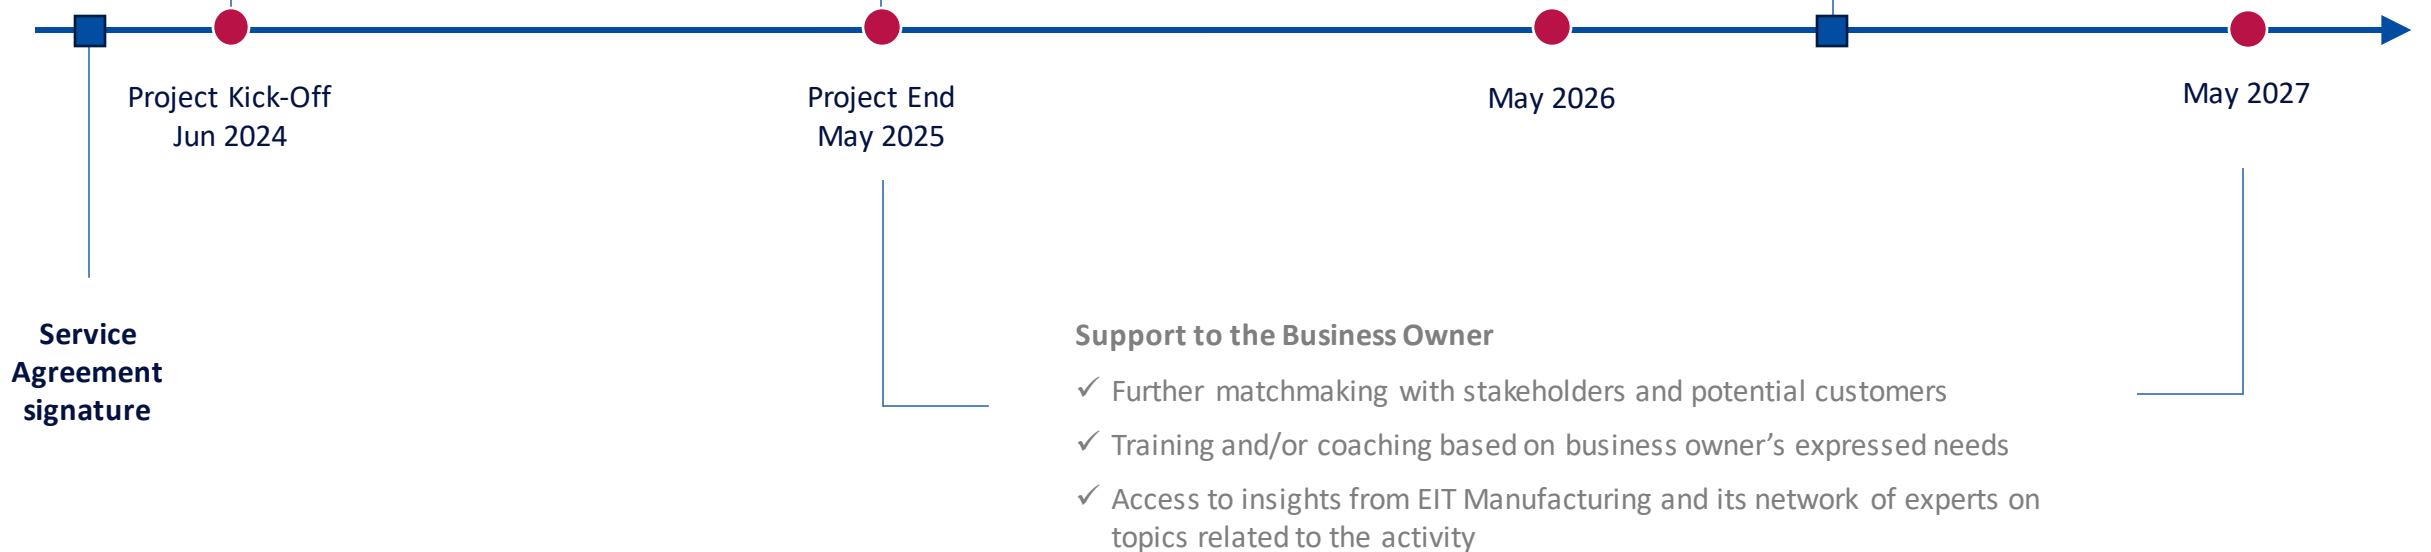 Project Kick-Off
Jun 2024
Project End
May 2025
May 2026
May 2027
Service
Agreement
signature
Support to the Business Owner
✓ Further matchmaking with stakeholders and potential customers
✓ Training and/or coaching based on business owner’s expressed needs
✓ Access to insights from EIT Manufacturing and its network of experts on
topics related to the activity